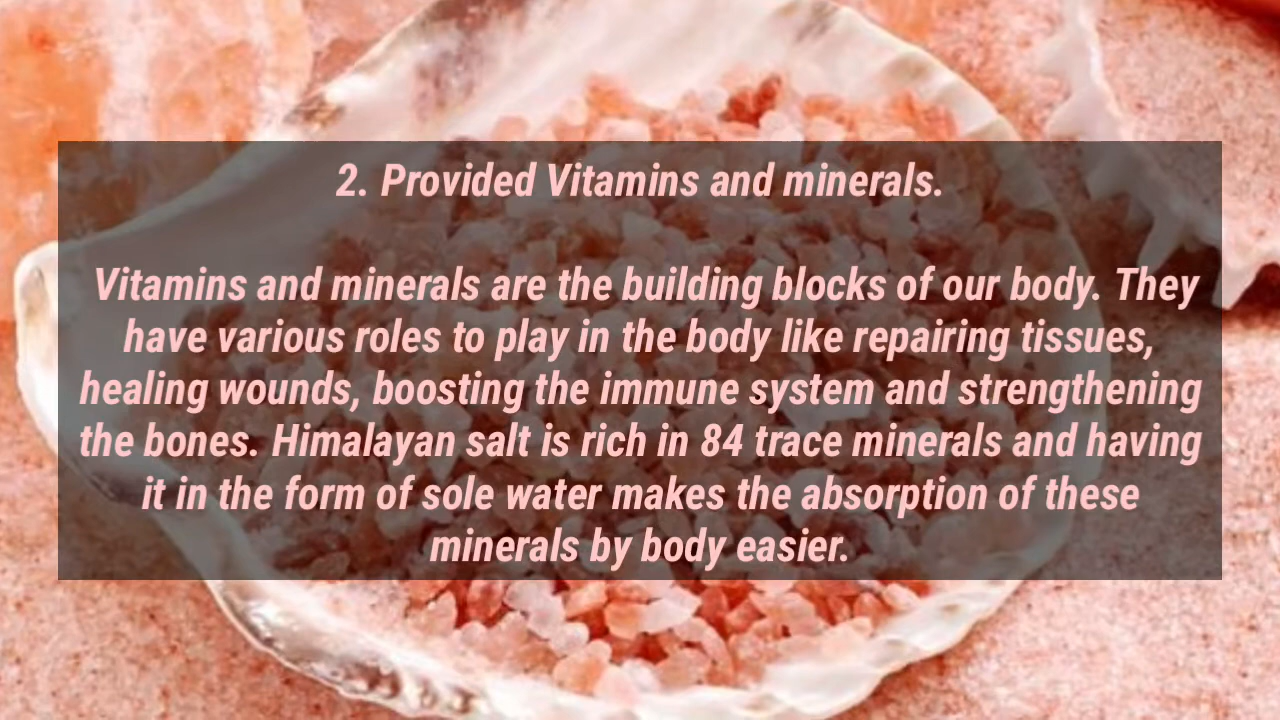 2. Provided Vitamins and minerals.
Vitamins and minerals are the building blocks of our body. They
have various roles to play in the body like repairing tissues,
healing wounds, boosting the immune system and strengthening
the bones. Himalayan salt is rich in 84 trace minerals and having
it in the form of sole water makes the absorption of these
minerals by body easier.